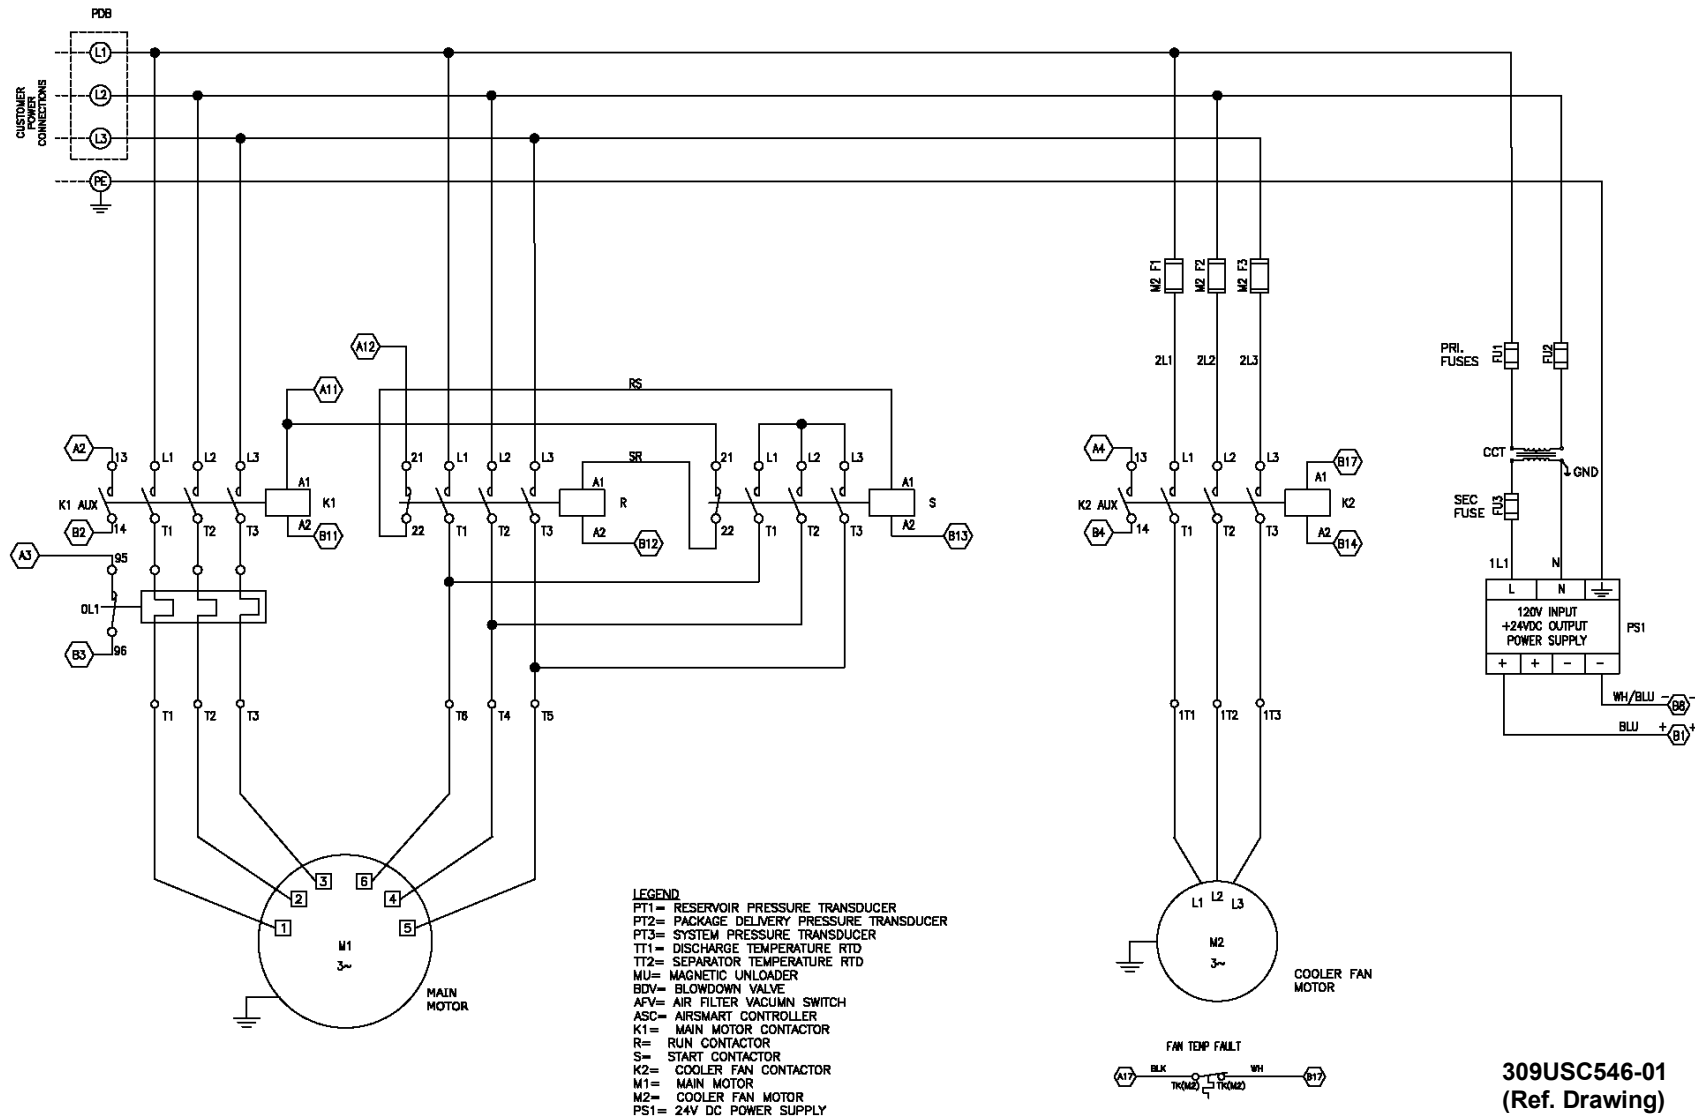 PDB
CUSTOMER
POWER
CONNECTIONS
L1
L2
L3
PE
M2 F1
M2 F2
M2 F3
2L1
2L2
2L3
PRI.
FUSES
FU1
FU2
A12
A11
RS
A2
13
L1
L2
L3
A1
K1 AUX
K1
A2
B2
14
T1
T2
T3
B11
21
L1
L2
L3
SR
A1
R
A2
22
T1
T2
T3
B12
21
L1
L2
L3
A1
S
A2
22
T1
T2
T3
B13
A4
13
L1
L2
L3
B17
A1
K2 AUX
K2
A2
B4
14
T1
T2
T3
B14
CCT
GND
SEC
FUSE
FU3
1L1
N
L
N
120V INPUT
+24VDC OUTPUT
POWER SUPPLY
PS1
+ + - -
WH/BLU - B6 -
BLU + B1 +
A3
95
OL1
B3
96
T1
T2
T3
T6
T4
T5
1T1
1T2
1T3
1
2
3
6
4
5
M1
3~
MAIN
MOTOR
L1
L2
L3
M2
3~
COOLER FAN
MOTOR
LEGEND
PT1= RESERVOIR PRESSURE TRANSDUCER
PT2= PACKAGE DELIVERY PRESSURE TRANSDUCER
PT3= SYSTEM PRESSURE TRANSDUCER
TT1= DISCHARGE TEMPERATURE RTD
TT2= SEPARATOR TEMPERATURE RTD
MU= MAGNETIC UNLOADER
BDV= BLOWDOWN VALVE
AFV= AIR FILTER VACUMN SWITCH
ASC= AIRSMART CONTROLLER
K1= MAIN MOTOR CONTACTOR
R= RUN CONTACTOR
S= START CONTACTOR
K2= COOLER FAN CONTACTOR
M1= MAIN MOTOR
M2= COOLER FAN MOTOR
PS1= 24V DC POWER SUPPLY
FAN TEMP FAULT
A17
BLK
TK(M2)
TK(M2)
WH
B17
309USC546-01
(Ref. Drawing)